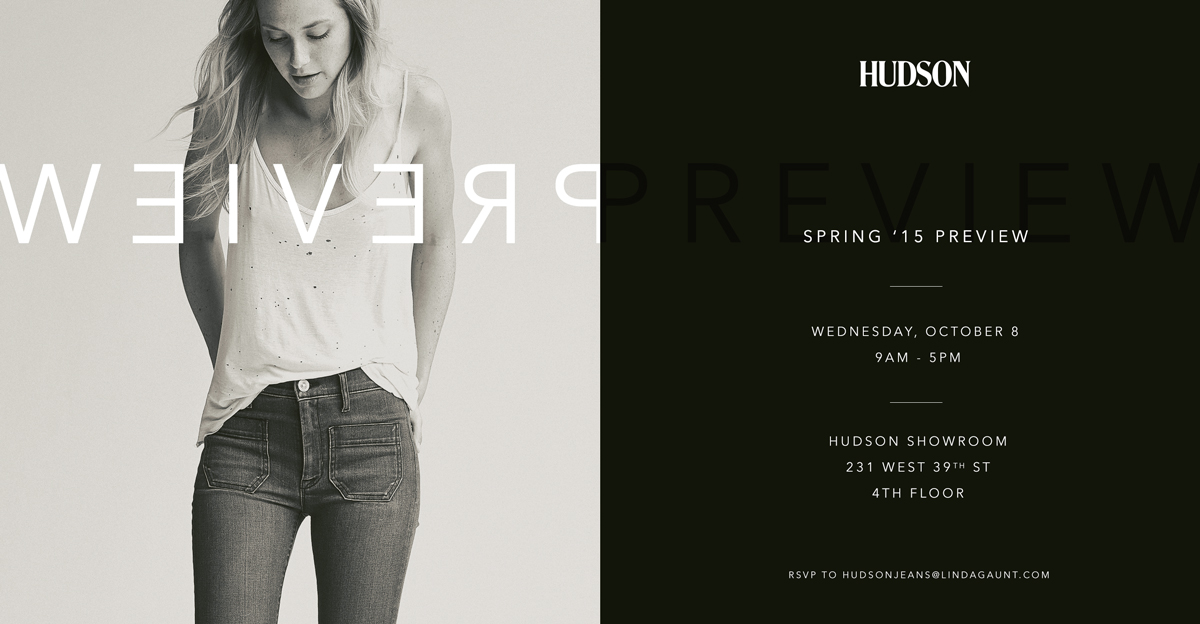 PREVIEW
HUDSON
PREVIEW
SPRING ’15 PREVIEW
WEDNESDAY, OCTOBER 8
9AM - 5PM
HUDSON SHOWROOM
231 WEST 39TH ST
4TH FLOOR
RSVP TO HUDSONJEANS@LINDAGAUNT.COM